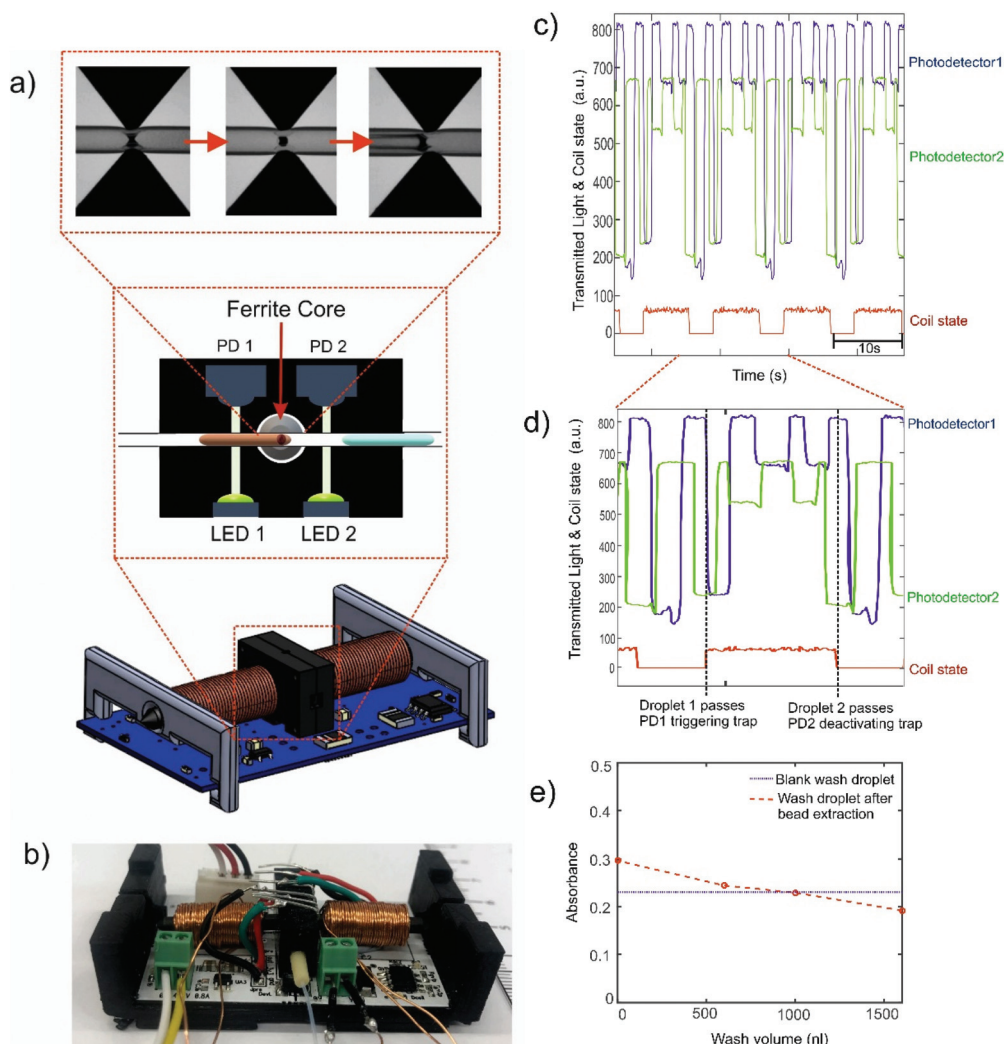 a)
Ferrite Core
PD 1
PD 2
LED 1
LED 2
b)
c)
Transmitted Light & Coil state (a.u.)
800
700
600
500
400
300
200
100
0
Photodetector1
Photodetector2
Coil state
10s
Time (s)
d)
Transmitted Light & Coil state (a.u.)
800
700
600
500
400
300
200
100
0
Photodetector1
Photodetector2
Coil state
Droplet 1 passes
PD1 triggering trap
Droplet 2 passes
PD2 deactivating trap
e)
Absorbance
0.5
0.4
0.3
0.2
0.1
0
Blank wash droplet
Wash droplet after
bead extraction
0
500
1000
1500
Wash volume (nl)